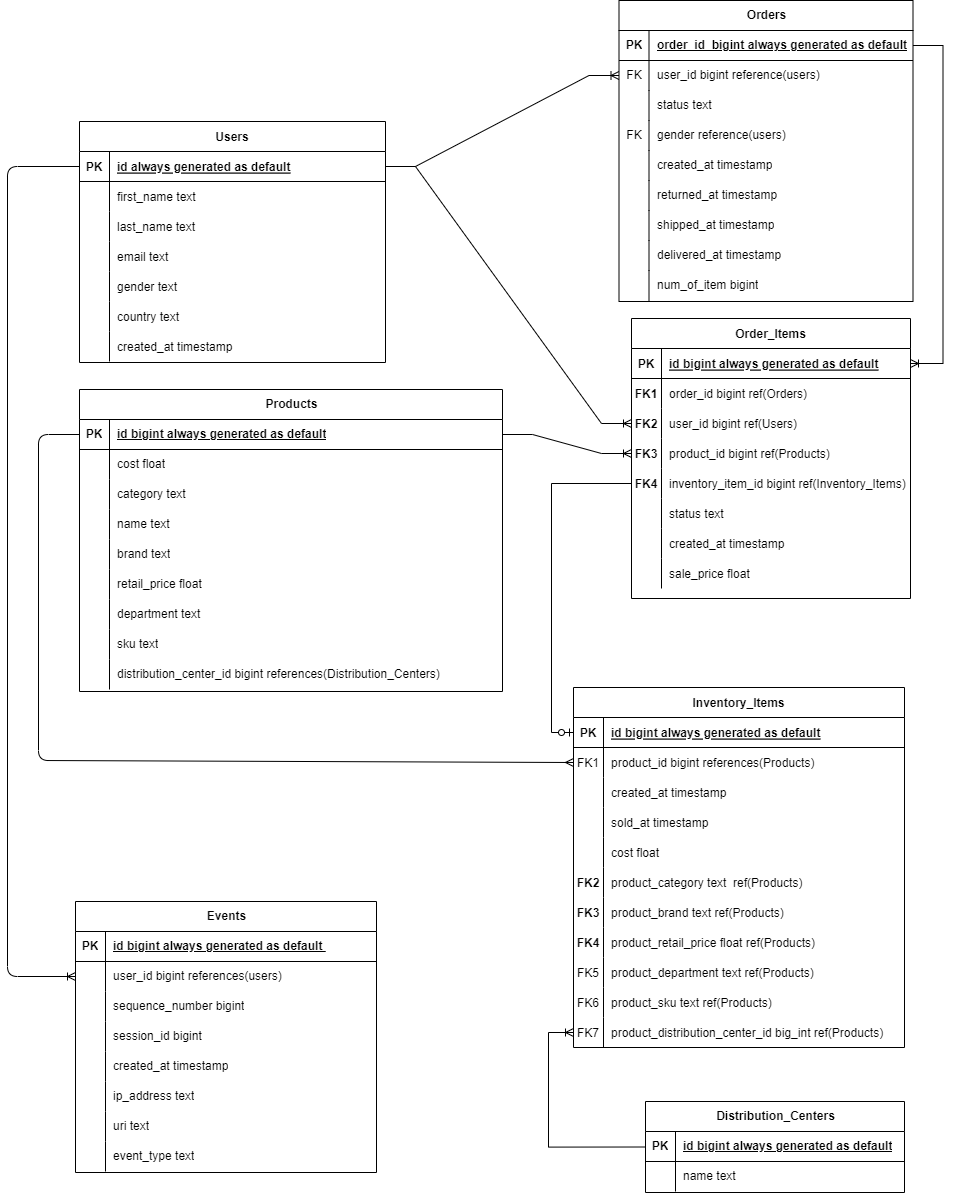 Orders
PK order_id bigint always generated as default
FK user_id bigint reference(users)
status text
FK gender reference(users)
created_at timestamp
returned_at timestamp
shipped_at timestamp
delivered_at timestamp
num_of_item bigint
Users
PK id always generated as default
first_name text
last_name text
email text
gender text
country text
created_at timestamp
Order_Items
PK id bigint always generated as default
FK1 order_id bigint ref(Orders)
FK2 user_id bigint ref(Users)
FK3 product_id bigint ref(Products)
FK4 inventory_item_id bigint ref(Inventory_Items)
status text
created_at timestamp
sale_price float
Products
PK id bigint always generated as default
cost float
category text
name text
brand text
retail_price float
department text
sku text
distribution_center_id bigint references(Distribution_Centers)
Inventory_Items
PK id bigint always generated as default
FK1 product_id bigint references(Products)
created_at timestamp
sold_at timestamp
cost float
FK2 product_category text ref(Products)
FK3 product_brand text ref(Products)
FK4 product_retail_price float ref(Products)
FK5 product_department text ref(Products)
FK6 product_sku text ref(Products)
FK7 product_distribution_center_id big_int ref(Products)
Events
PK id bigint always generated as default
user_id bigint references(users)
sequence_number bigint
session_id bigint
created_at timestamp
ip_address text
uri text
event_type text
Distribution_Centers
PK id bigint always generated as default
name text